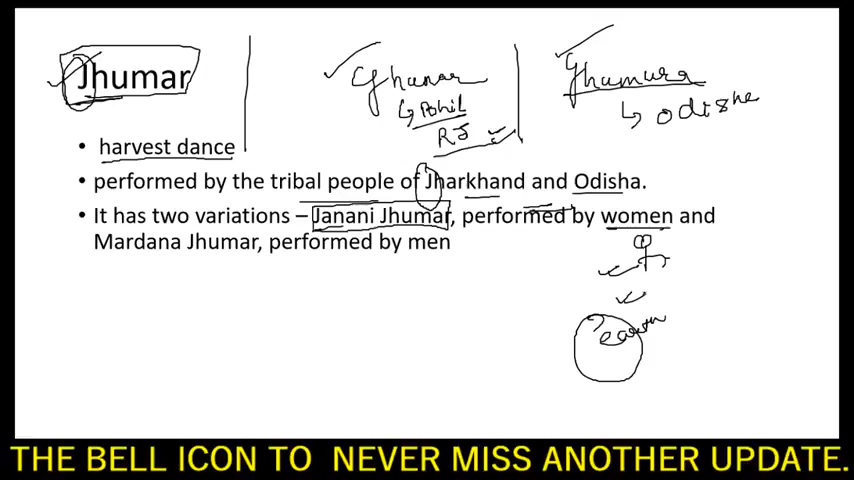 Jhumar
Ghumar
Bhil
RJ
Ghumura
odisha
• harvest dance
• performed by the tribal people of Jharkhand and Odisha.
• It has two variations – Janani Jhumar, performed by women and
Mardana Jhumar, performed by men
earth
THE BELL ICON TO NEVER MISS ANOTHER UPDATE.